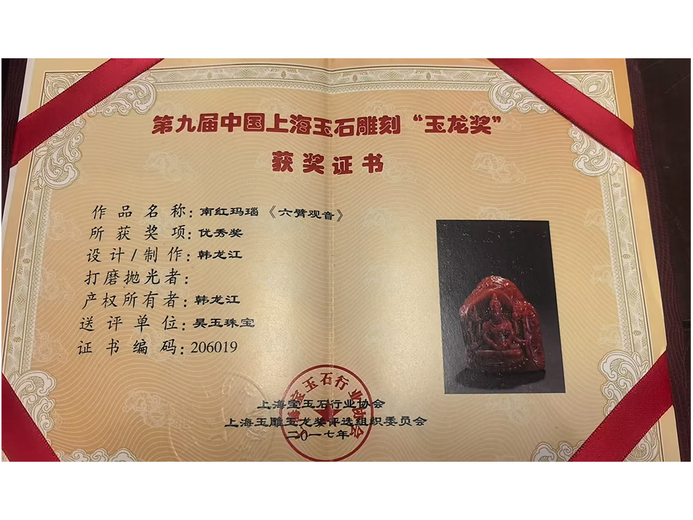 第九届中国上海玉石雕刻“玉龙奖”
获奖证书
作品名称：南红玛瑙《六臂观音》
所获奖项：优秀奖
设计/制作：韩龙江
打磨抛光者：
产权所有者：韩龙江
送评单位：昊玉珠宝
证书编码：206019
上海宝玉石行业协会
上海玉雕玉龙奖评选组织委员会
二〇一七年